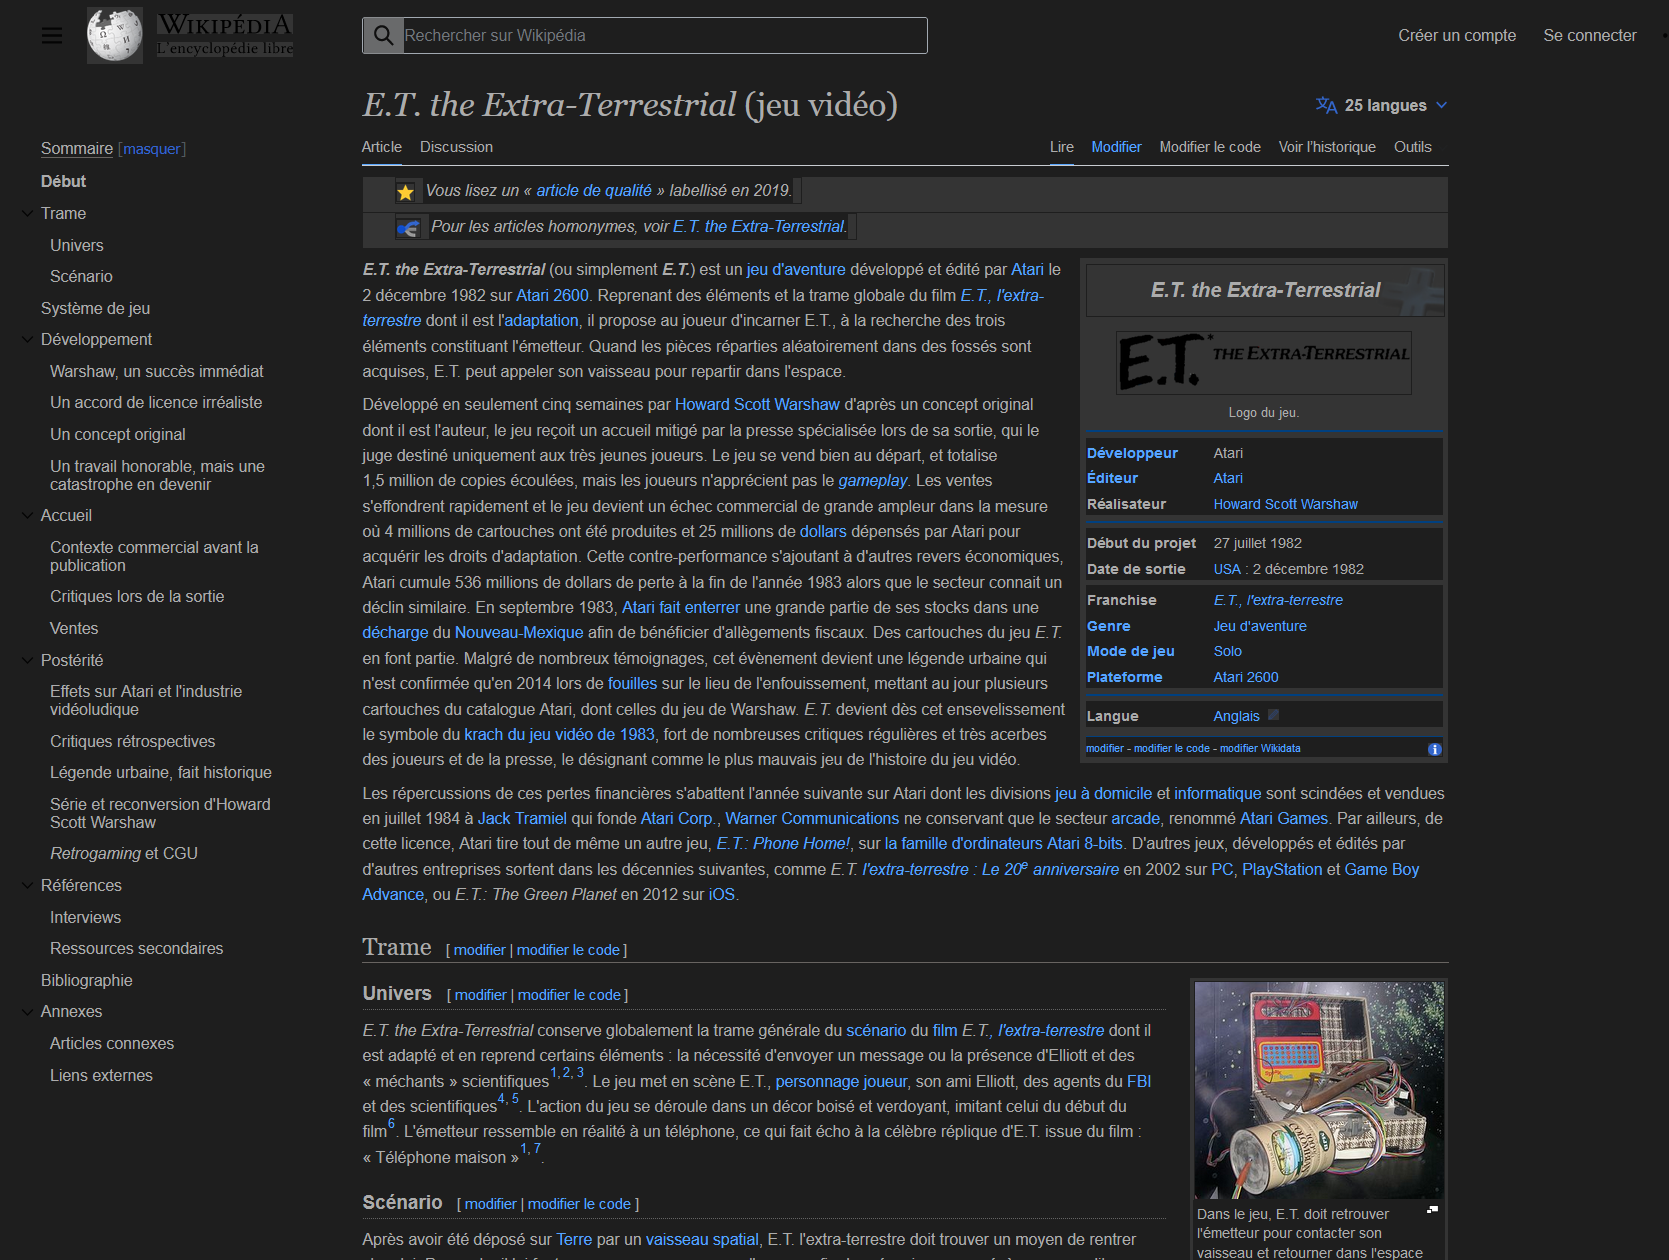 WIKIPÉDIA
L'encyclopédie libre
Rechercher sur Wikipédia
Créer un compte
Se connecter
E.T. the Extra-Terrestrial (jeu vidéo)
25 langues
Article
Discussion
Lire
Modifier
Modifier le code
Voir l'historique
Outils
Sommaire [masquer]
Début
Trame
Univers
Scénario
Système de jeu
Développement
Warshaw, un succès immédiat
Un accord de licence irréaliste
Un concept original
Un travail honorable, mais une
catastrophe en devenir
Accueil
Contexte commercial avant la
publication
Critiques lors de la sortie
Ventes
Postérité
Effets sur Atari et l'industrie
vidéoludique
Critiques rétrospectives
Légende urbaine, fait historique
Série et reconversion d'Howard
Scott Warshaw
Retrogaming et CGU
Références
Interviews
Ressources secondaires
Bibliographie
Annexes
Articles connexes
Liens externes
Vous lisez un « article de qualité » labellisé en 2019.
Pour les articles homonymes, voir E.T. the Extra-Terrestrial.
E.T. the Extra-Terrestrial (ou simplement E.T.) est un jeu d'aventure développé et édité par Atari le
2 décembre 1982 sur Atari 2600. Reprenant des éléments et la trame globale du film E.T., l'extra-
terrestre dont il est l'adaptation, il propose au joueur d'incarner E.T., à la recherche des trois
éléments constituant l'émetteur. Quand les pièces réparties aléatoirement dans des fossés sont
acquises, E.T. peut appeler son vaisseau pour repartir dans l'espace.
Développé en seulement cinq semaines par Howard Scott Warshaw d'après un concept original
dont il est l'auteur, le jeu reçoit un accueil mitigé par la presse spécialisée lors de sa sortie, qui le
juge destiné uniquement aux très jeunes joueurs. Le jeu se vend bien au départ, et totalise
1,5 million de copies écoulées, mais les joueurs n'apprécient pas le gameplay. Les ventes
s'effondrent rapidement et le jeu devient un échec commercial de grande ampleur dans la mesure
où 4 millions de cartouches ont été produites et 25 millions de dollars dépensés par Atari pour
acquérir les droits d'adaptation. Cette contre-performance s'ajoutant à d'autres revers économiques,
Atari cumule 536 millions de dollars de perte à la fin de l'année 1983 alors que le secteur connait un
déclin similaire. En septembre 1983, Atari fait enterrer une grande partie de ses stocks dans une
décharge du Nouveau-Mexique afin de bénéficier d'allègements fiscaux. Des cartouches du jeu E.T.
en font partie. Malgré de nombreux témoignages, cet évènement devient une légende urbaine qui
n'est confirmée qu'en 2014 lors de fouilles sur le lieu de l'enfouissement, mettant au jour plusieurs
cartouches du catalogue Atari, dont celles du jeu de Warshaw. E.T. devient dès cet ensevelissement
le symbole du krach du jeu vidéo de 1983, fort de nombreuses critiques régulières et très acerbes
des joueurs et de la presse, le désignant comme le plus mauvais jeu de l'histoire du jeu vidéo.
E.T. the Extra-Terrestrial
E.T.* THE EXTRA-TERRESTRIAL
Logo du jeu.
Développeur Atari
Éditeur Atari
Réalisateur Howard Scott Warshaw
Début du projet 27 juillet 1982
Date de sortie USA : 2 décembre 1982
Franchise E.T., l'extra-terrestre
Genre Jeu d'aventure
Mode de jeu Solo
Plateforme Atari 2600
Langue Anglais
modifier - modifier le code - modifier Wikidata
Les répercussions de ces pertes financières s'abattent l'année suivante sur Atari dont les divisions jeu à domicile et informatique sont scindées et vendues
en juillet 1984 à Jack Tramiel qui fonde Atari Corp., Warner Communications ne conservant que le secteur arcade, renommé Atari Games. Par ailleurs, de
cette licence, Atari tire tout de même un autre jeu, E.T.: Phone Home!, sur la famille d'ordinateurs Atari 8-bits. D'autres jeux, développés et édités par
d'autres entreprises sortent dans les décennies suivantes, comme E.T. l'extra-terrestre : Le 20e anniversaire en 2002 sur PC, PlayStation et Game Boy
Advance, ou E.T.: The Green Planet en 2012 sur iOS.
Trame [ modifier | modifier le code ]
Univers [ modifier | modifier le code ]
E.T. the Extra-Terrestrial conserve globalement la trame générale du scénario du film E.T., l'extra-terrestre dont il
est adapté et en reprend certains éléments : la nécessité d'envoyer un message ou la présence d'Elliott et des
« méchants » scientifiques1, 2, 3. Le jeu met en scène E.T., personnage joueur, son ami Elliott, des agents du FBI
et des scientifiques4, 5. L'action du jeu se déroule dans un décor boisé et verdoyant, imitant celui du début du
film6. L'émetteur ressemble en réalité à un téléphone, ce qui fait écho à la célèbre réplique d'E.T. issue du film :
« Téléphone maison »1, 7.
Scénario [ modifier | modifier le code ]
Après avoir été déposé sur Terre par un vaisseau spatial, E.T. l'extra-terrestre doit trouver un moyen de rentrer
Dans le jeu, E.T. doit retrouver
l'émetteur pour contacter son
vaisseau et retourner dans l'espace